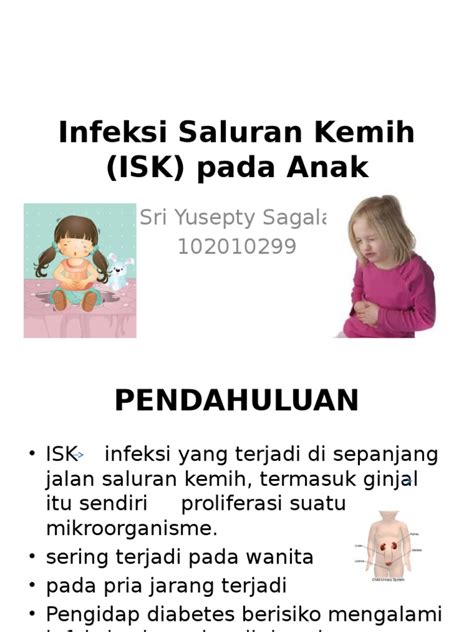 Infeksi Saluran Kemih
(ISK) pada Anak
Sri Yusepty Sagala
102010299
PENDAHULUAN
• ISK infeksi yang terjadi di sepanjang
jalan saluran kemih, termasuk ginjal
itu sendiri proliferasi suatu
mikroorganisme.
• sering terjadi pada wanita
• pada pria jarang terjadi
• Pengidap diabetes berisiko mengalami